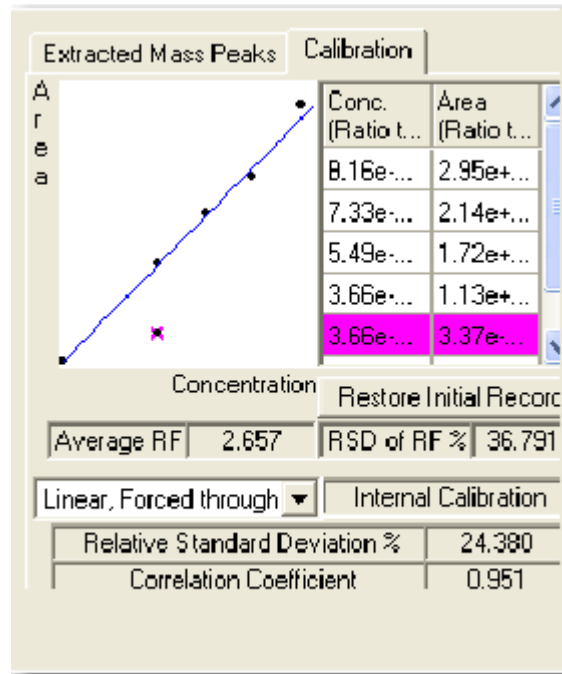 Extracted Mass Peaks Calibration
Area
Conc. (Ratio t... Area (Ratio t...
8.16e-... 2.95e+...
7.33e-... 2.14e+...
5.49e-... 1.72e+...
3.66e-... 1.13e+...
3.66e-... 3.37e-...
Concentration
Restore Initial Recor
Average RF 2.657 RSD of RF % 36.791
Linear, Forced through Internal Calibration
Relative Standard Deviation % 24.380
Correlation Coefficient 0.951